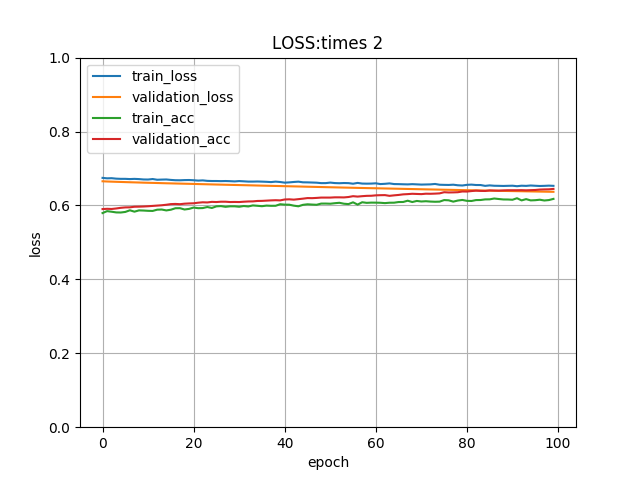 LOSS:times 2
1.0
0.8
0.6
0.4
0.2
0.0
loss
train_loss
validation_loss
train_acc
validation_acc
0 20 40 60 80 100
epoch